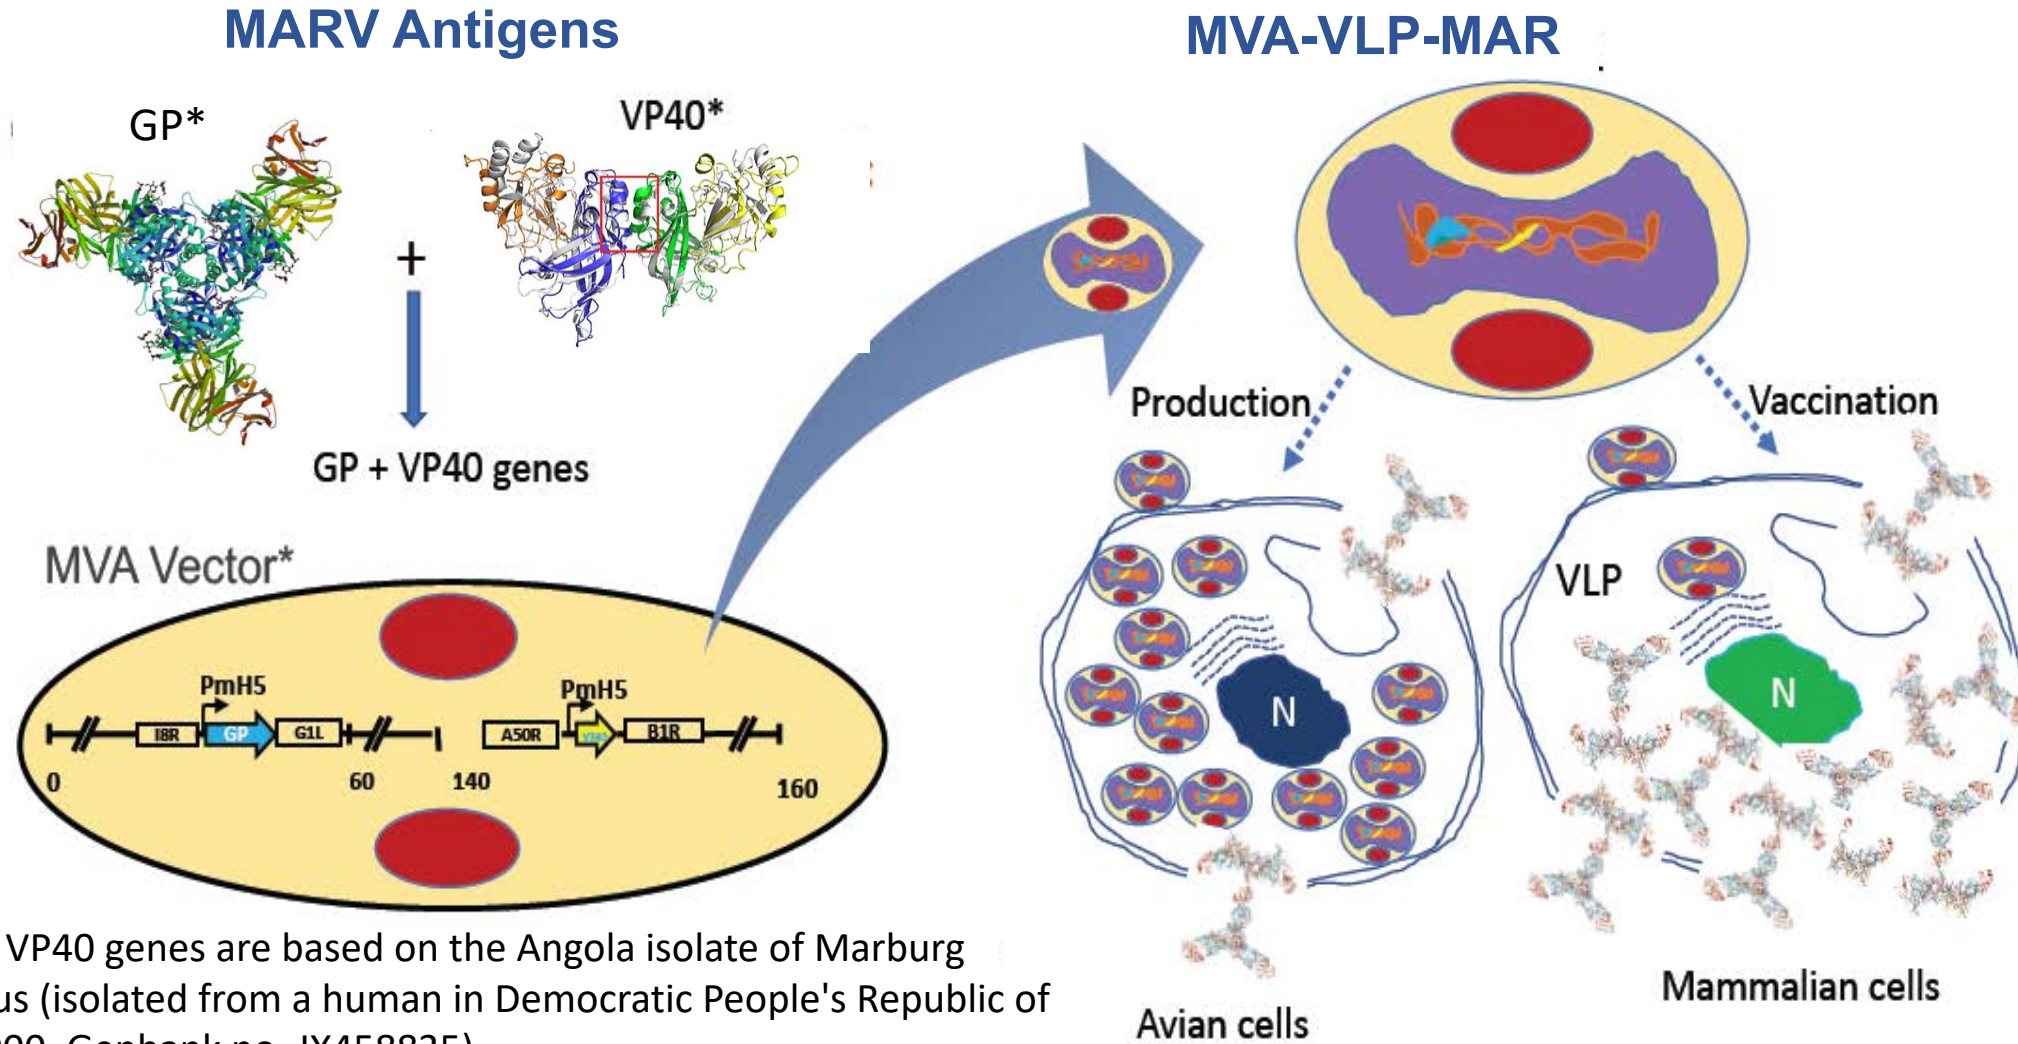 MARV Antigens
MVA-VLP-MAR
GP*
VP40*
+
GP + VP40 genes
Production
Vaccination
MVA Vector*
VLP
PmH5
PmH5
I8R
GP
G1L
A50R
B1R
N
N
0
60
140
160
VP40 genes are based on the Angola isolate of Marburg
(isolated from a human in Democratic People's Republic of
Mammalian cells
Avian cells